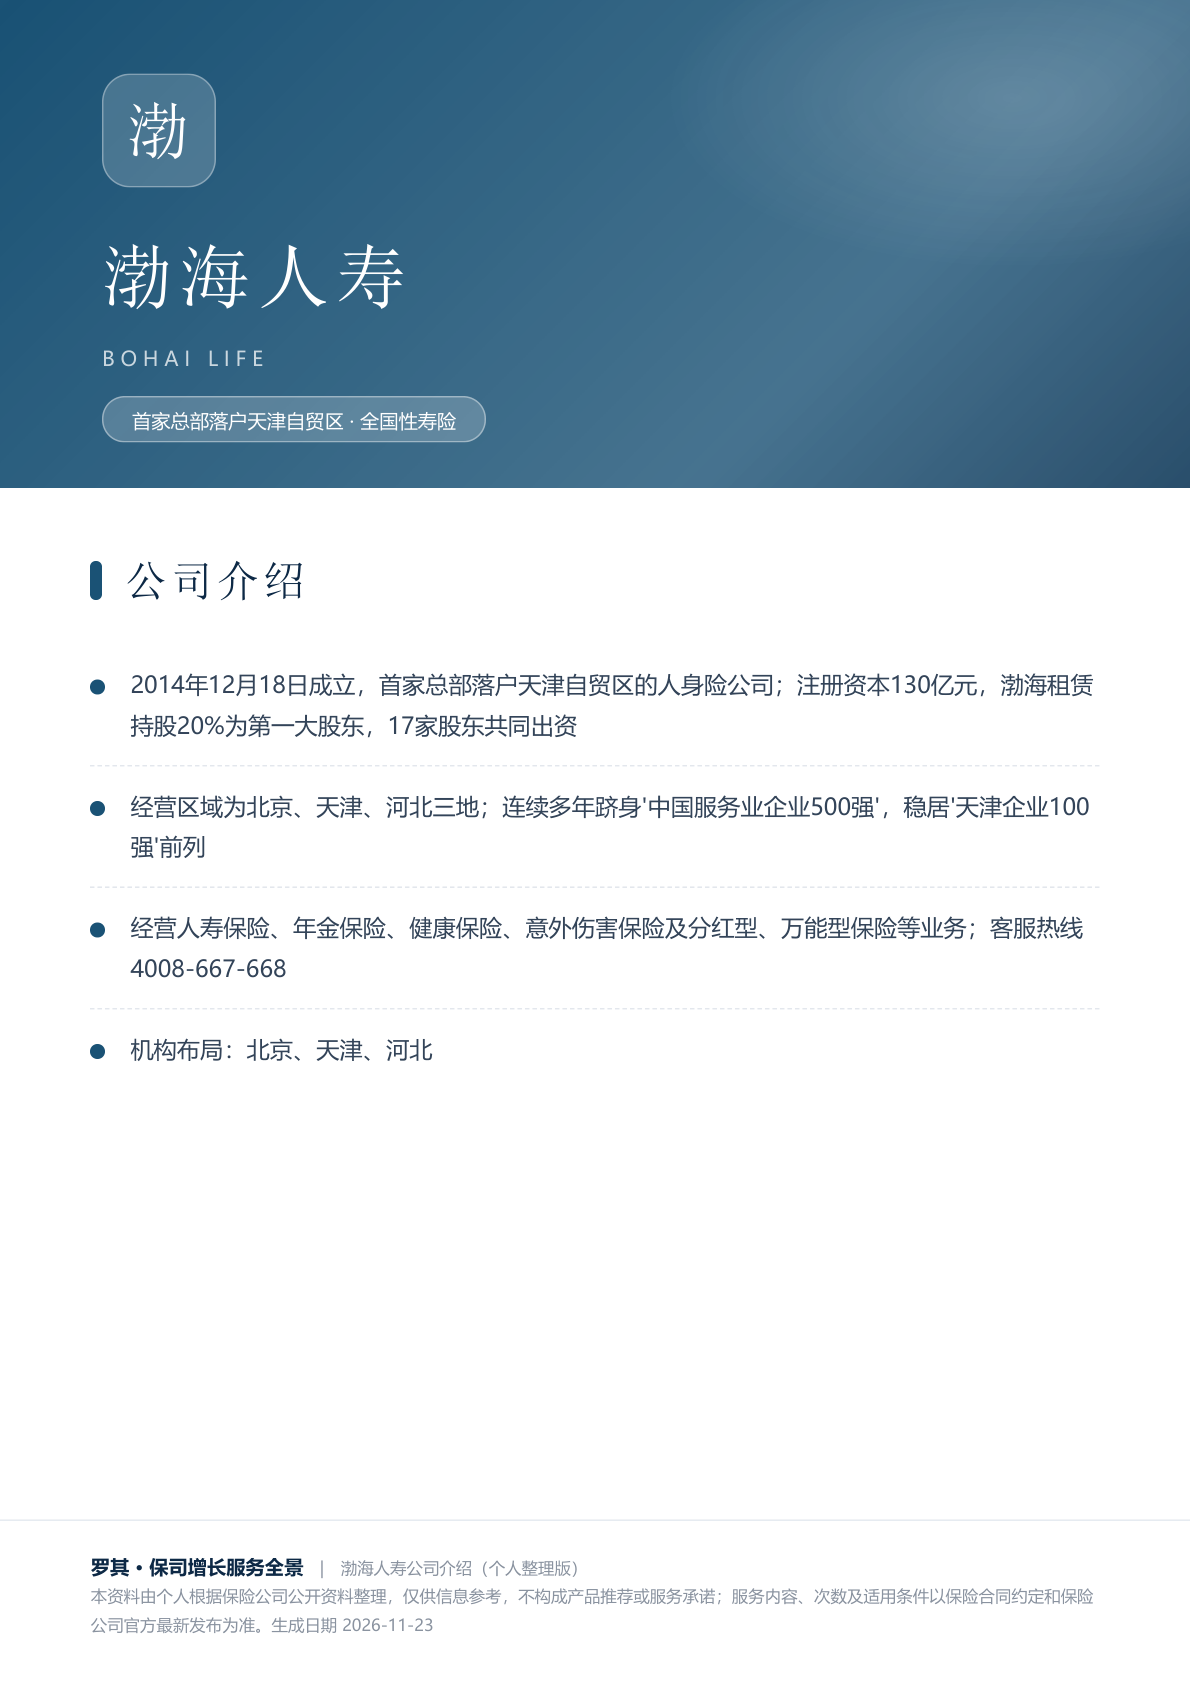 渤
渤海人寿
BOHAI LIFE
首家总部落户天津自贸区 · 全国性寿险
公司介绍
2014年12月18日成立，首家总部落户天津自贸区的人身险公司；注册资本130亿元，渤海租赁
持股20%为第一大股东，17家股东共同出资
经营区域为北京、天津、河北三地；连续多年跻身'中国服务业企业500强'，稳居'天津企业100
强'前列
经营人寿保险、年金保险、健康保险、意外伤害保险及分红型、万能型保险等业务；客服热线
4008-667-668
机构布局：北京、天津、河北
罗其 • 保司增长服务全景 | 渤海人寿公司介绍（个人整理版）
本资料由个人根据保险公司公开资料整理，仅供信息参考，不构成产品推荐或服务承诺；服务内容、次数及适用条件以保险合同约定和保险
公司官方最新发布为准。生成日期 2026-11-23